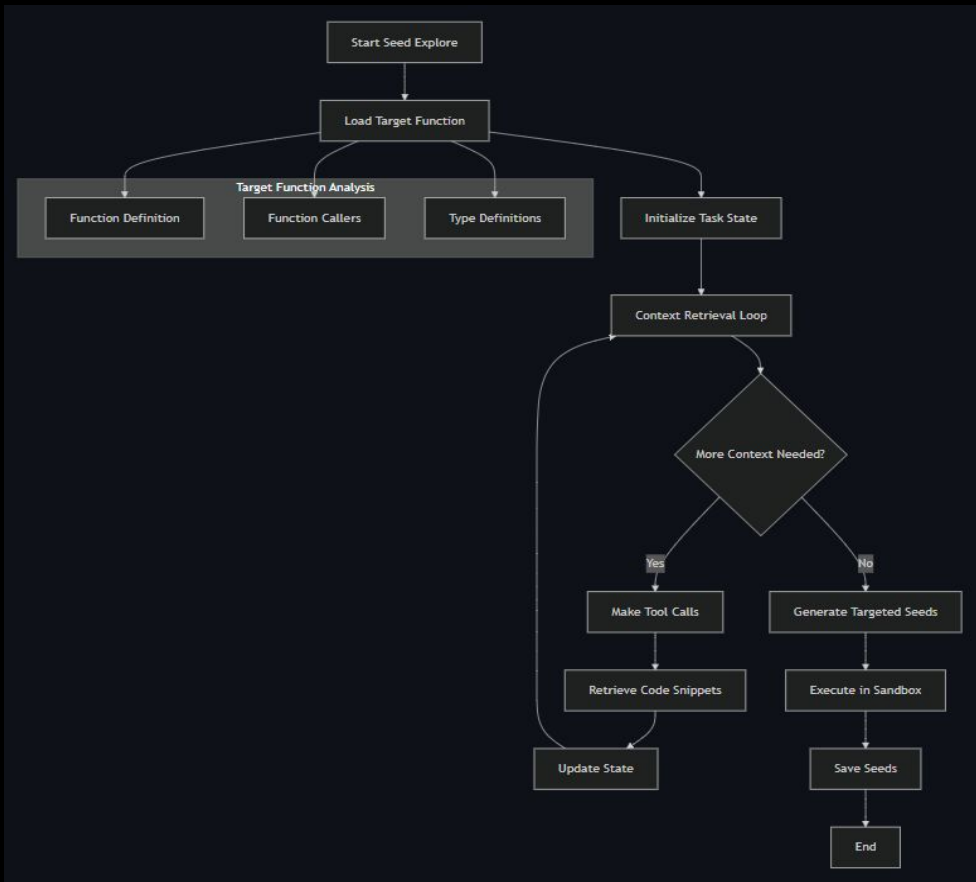 Start Seed Explore
Load Target Function
Target Function Analysis
Function Definition
Function Callers
Type Definitions
Initialize Task State
Context Retrieval Loop
More Context Needed?
Yes
No
Make Tool Calls
Generate Targeted Seeds
Retrieve Code Snippets
Execute in Sandbox
Update State
Save Seeds
End